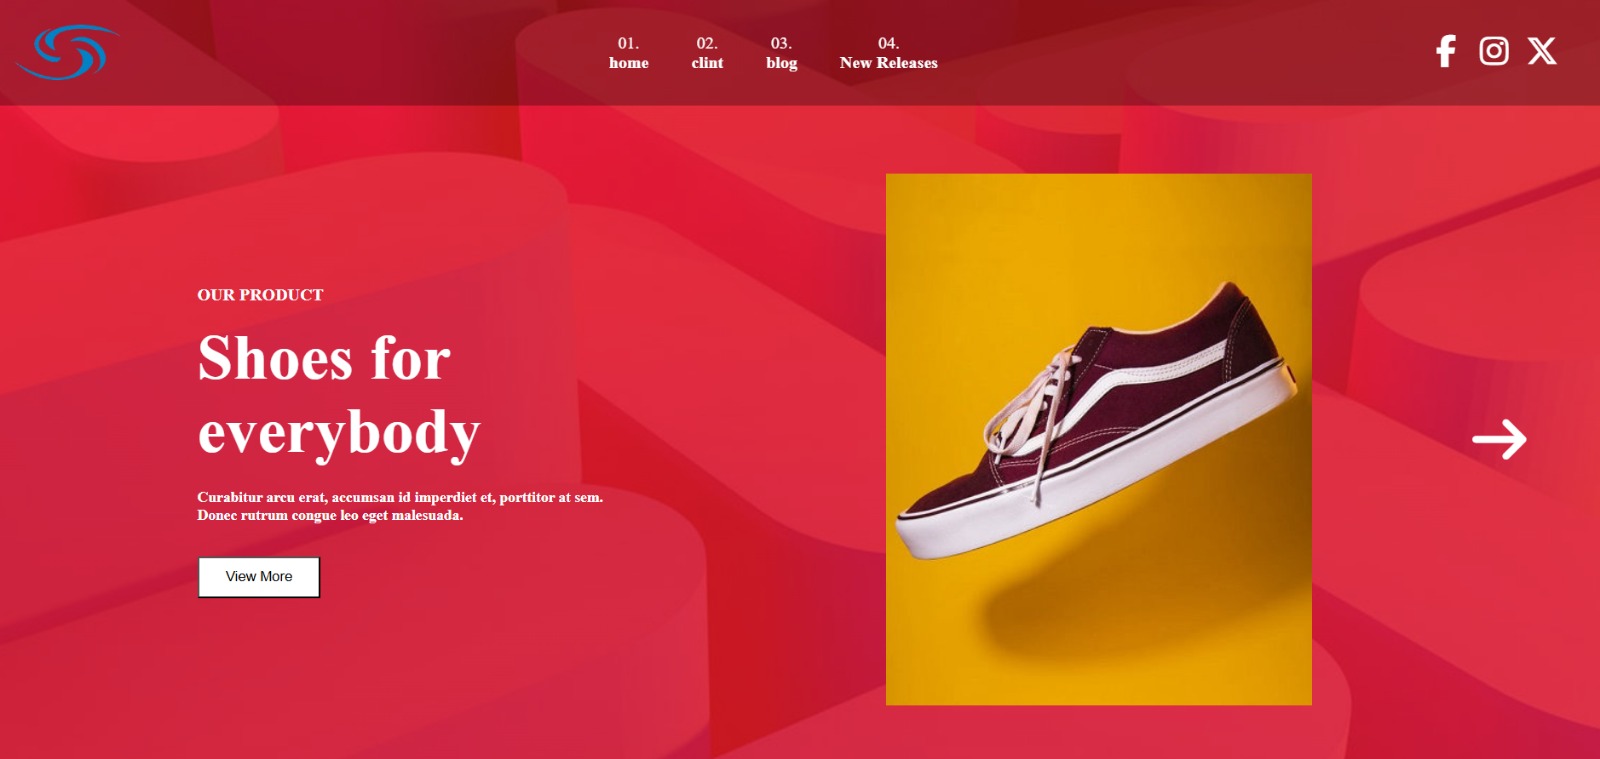 01.
home
02.
clint
03.
blog
04.
New Releases
OUR PRODUCT
Shoes for
everybody
Curabitur arcu erat, accumsan id imperdiet et, porttitor at sem.
Donec rutrum congue leo eget malesuada.
View More